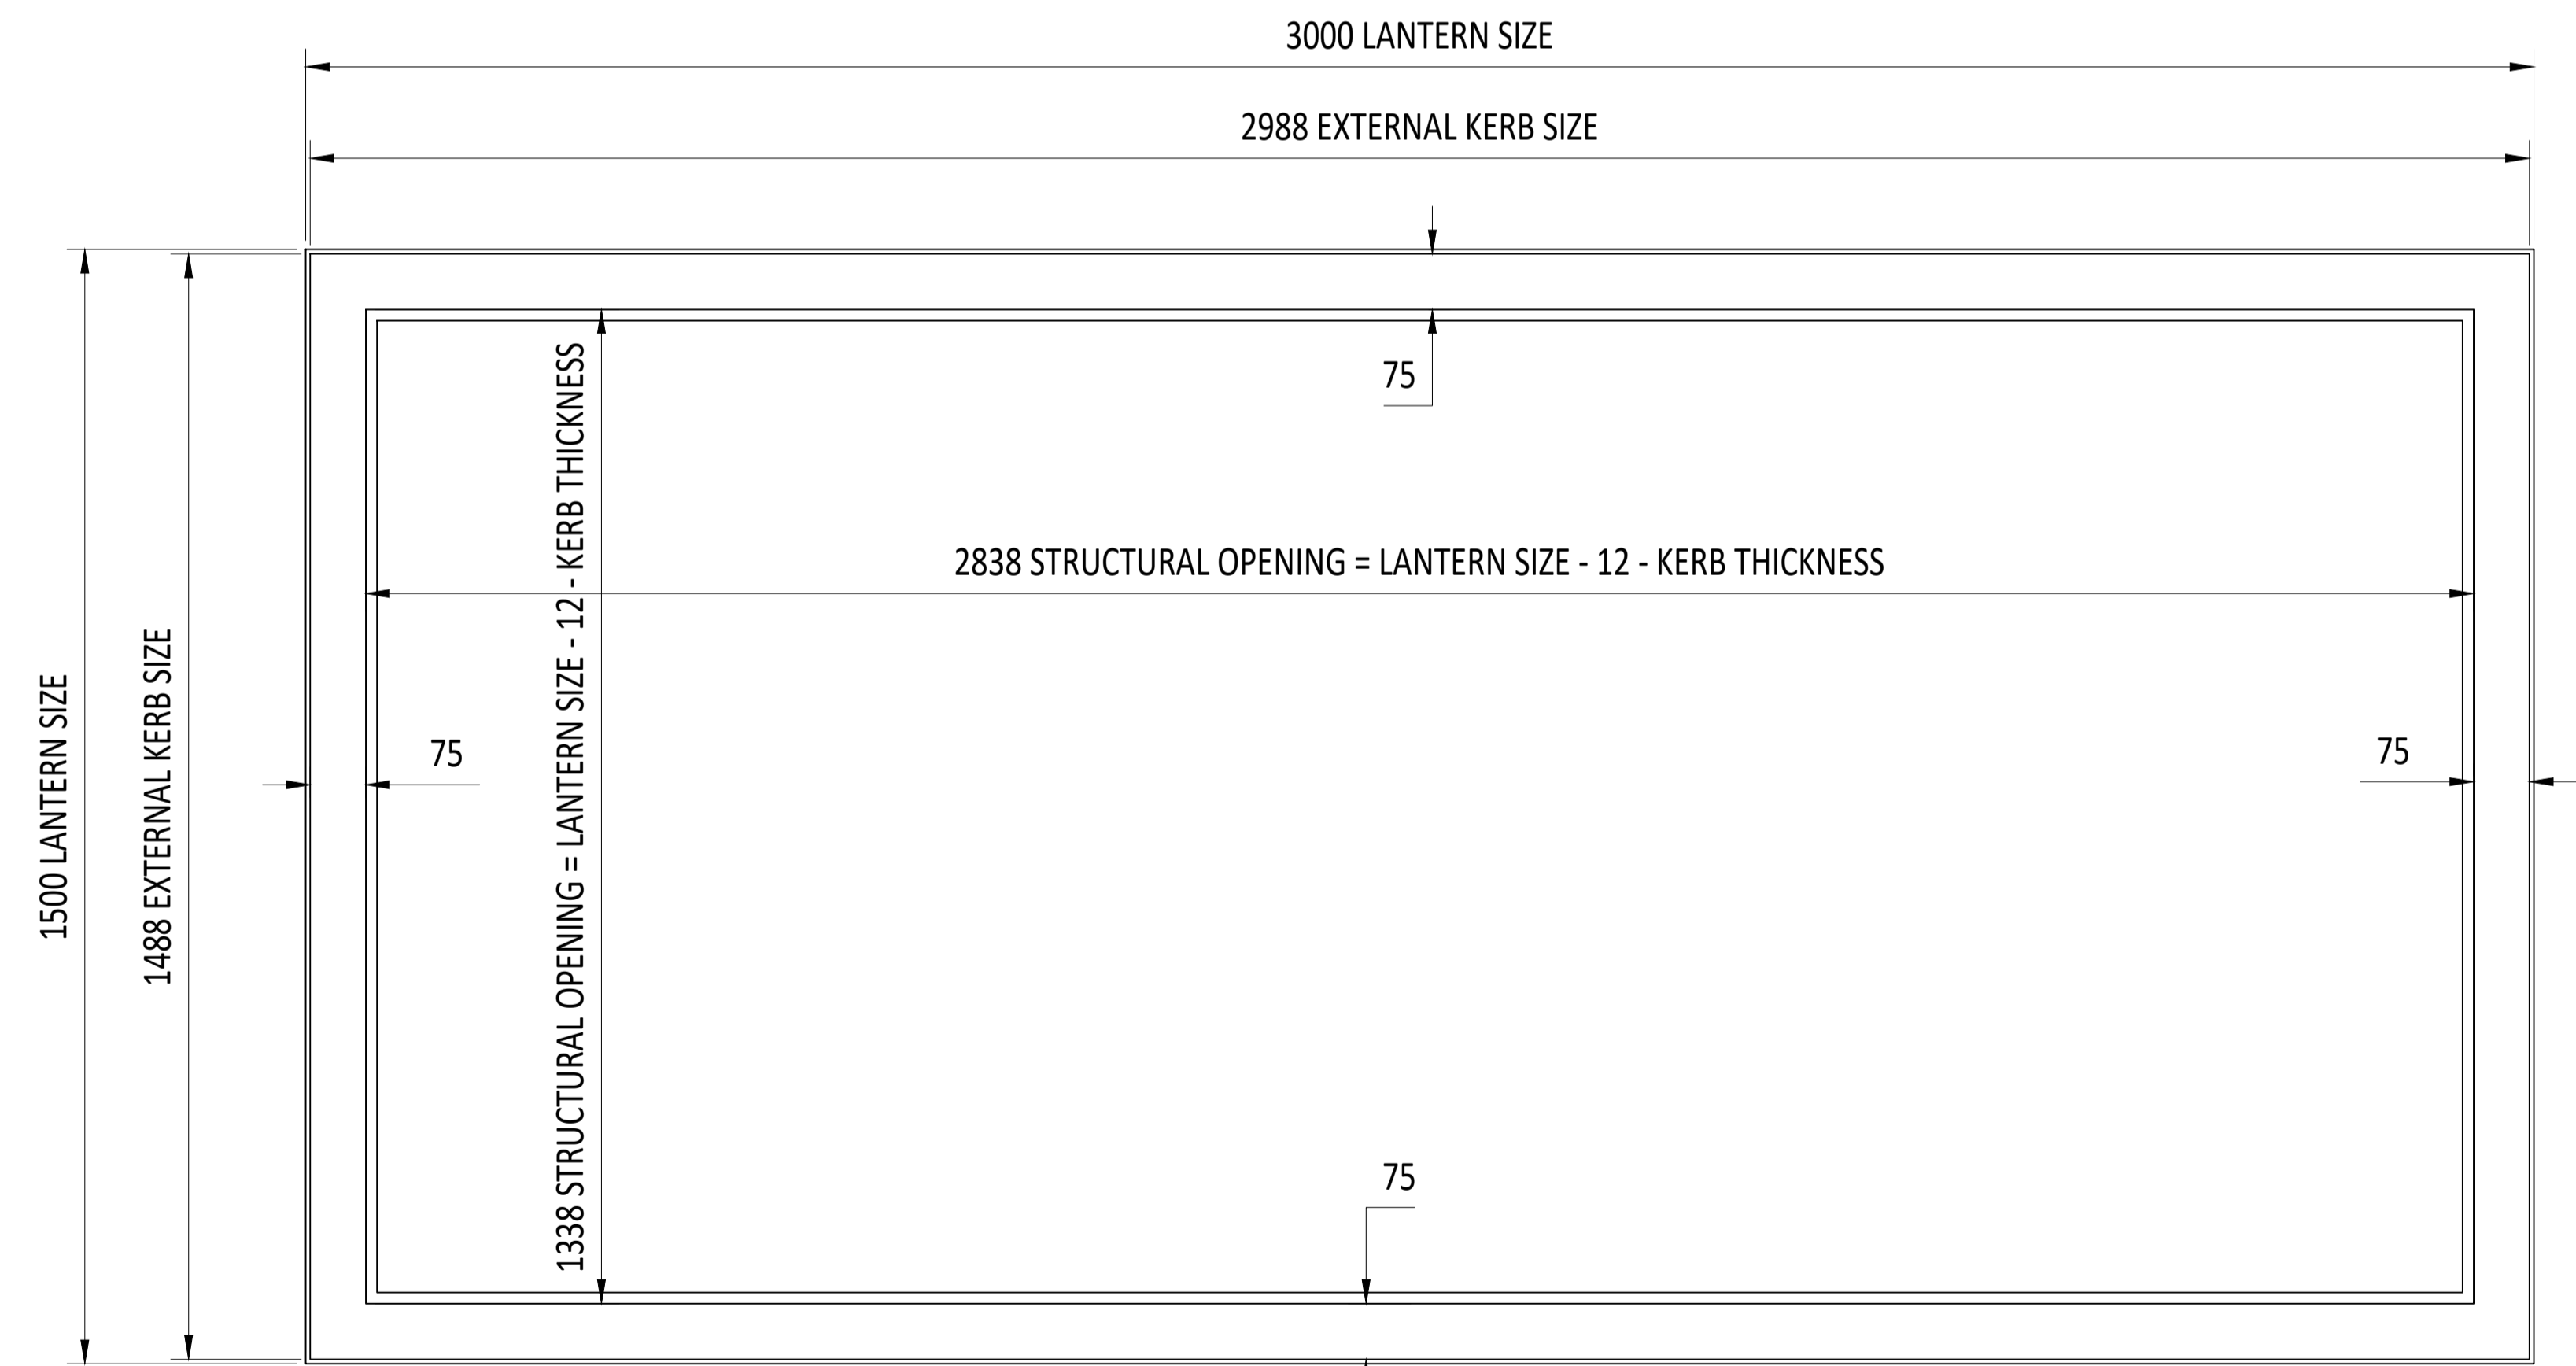 3000 LANTERN SIZE
2988 EXTERNAL KERB SIZE
75
2838 STRUCTURAL OPENING = LANTERN SIZE - 12 - KERB THICKNESS
1338 STRUCTURAL OPENING = LANTERN SIZE - 12 - KERB THICKNESS
1500 LANTERN SIZE
1488 EXTERNAL KERB SIZE
75
75
75